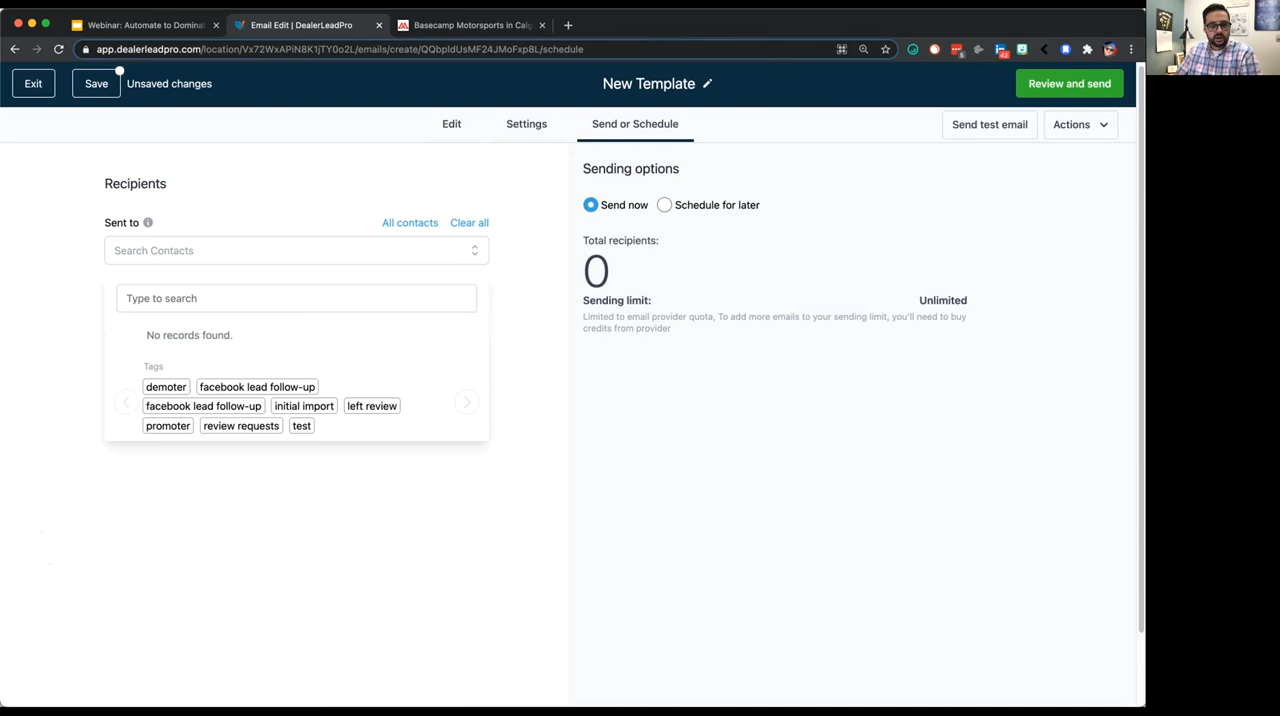 Webinar: Automate to Dominat
Email Edit | DealerLeadPro
Basecamp Motorsports in Calg
app.dealerleadpro.com/location/Vx72WxAPiN8K1jTY0o2L/emails/create/QQbpIdUsMF24JMoFxp8L/schedule
Exit
Save
Unsaved changes
New Template
Review and send
Edit
Settings
Send or Schedule
Send test email
Actions
Recipients
Sent to
All contacts
Clear all
Search Contacts
Type to search
No records found.
Tags
demoter facebook lead follow-up
facebook lead follow-up initial import left review
promoter review requests test
Sending options
Send now Schedule for later
Total recipients:
0
Sending limit: Unlimited
Limited to email provider quota, To add more emails to your sending limit, you'll need to buy
credits from provider